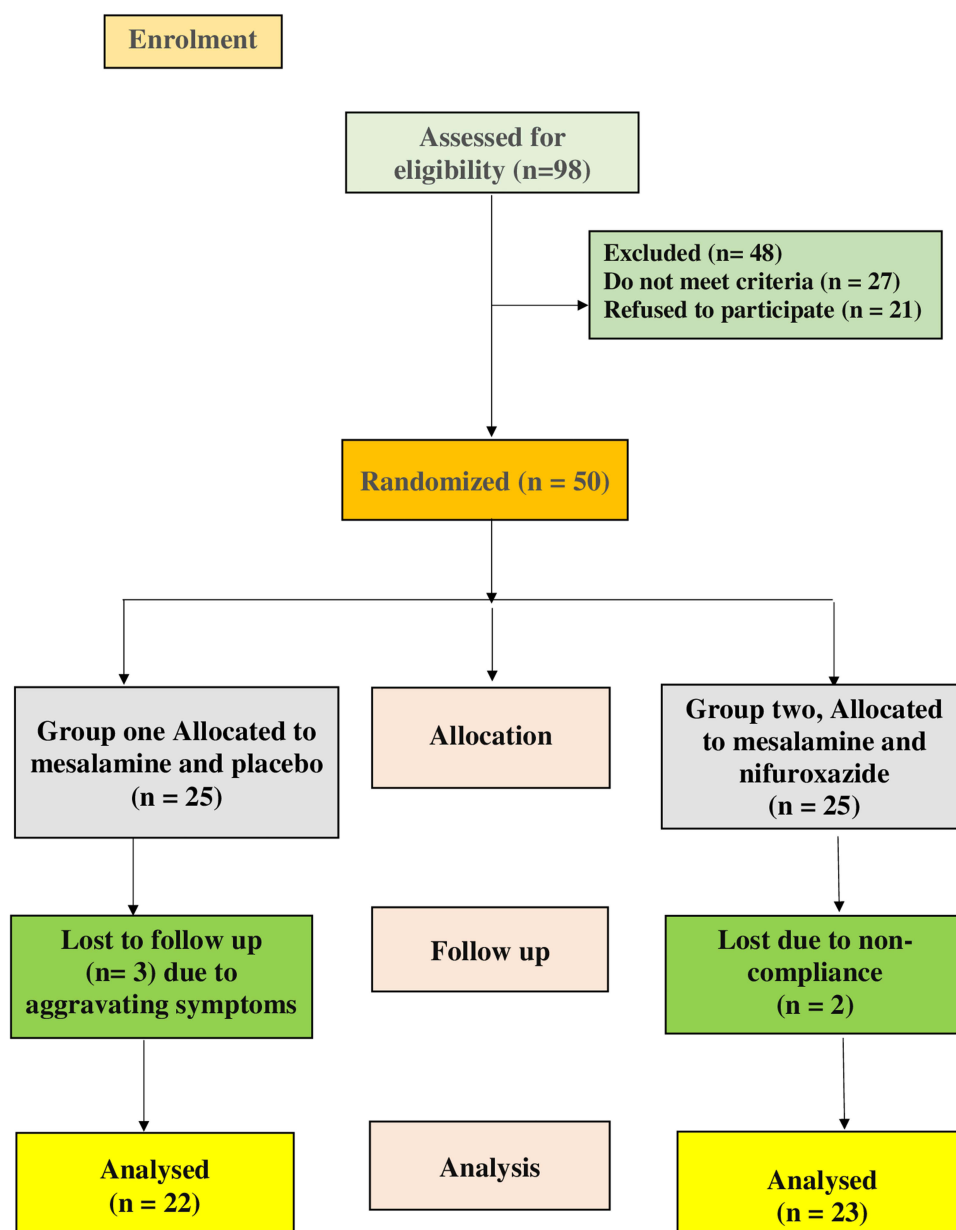 Enrolment
Assessed for
eligibility (n=98)
Excluded (n= 48)
Do not meet criteria (n = 27)
Refused to participate (n = 21)
Randomized (n = 50)
Group one Allocated to
mesalamine and placebo
(n = 25)
Allocation
Group two, Allocated
to mesalamine and
nifuroxazide
(n = 25)
Lost to follow up
(n= 3) due to
aggravating symptoms
Follow up
Lost due to non-
compliance
(n = 2)
Analysed
(n = 22)
Analysis
Analysed
(n = 23)